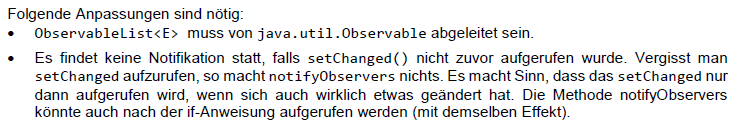 Folgende Anpassungen sind nötig:
• ObservableList<E> muss von java.util.Observable abgeleitet sein.
• Es findet keine Notifikation statt, falls setChanged() nicht zuvor aufgerufen wurde. Vergisst man
setChanged aufzurufen, so macht notifyObservers nichts. Es macht Sinn, dass das setChanged nur
dann aufgerufen wird, wenn sich auch wirklich etwas geändert hat. Die Methode notifyObservers
könnte auch nach der if-Anweisung aufgerufen werden (mit demselben Effekt).